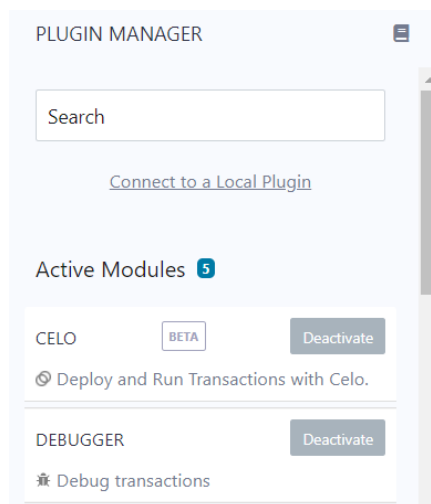 PLUGIN MANAGER
Search
Connect to a Local Plugin
Active Modules 5
CELO BETA Deactivate
Deploy and Run Transactions with Celo.
DEBUGGER Deactivate
Debug transactions